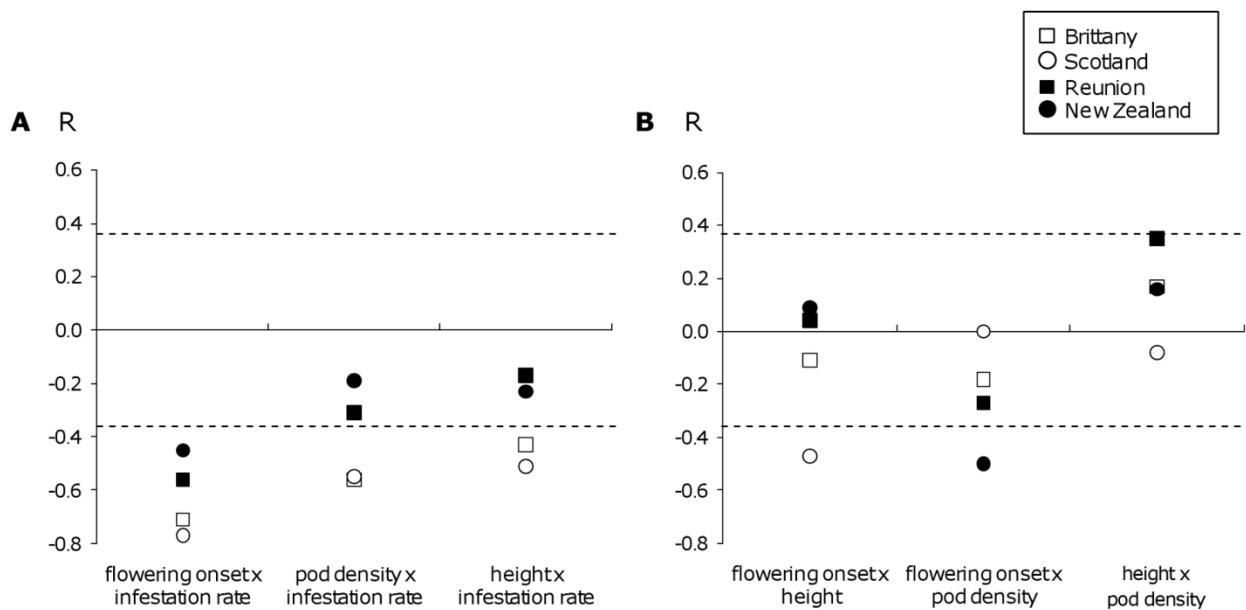 Brittany
Scotland
Reunion
New Zealand
A R
0.6
0.4
0.2
0.0
-0.2
-0.4
-0.6
-0.8
flowering onset x
infestation rate
pod density x
infestation rate
height x
infestation rate
B R
0.6
0.4
0.2
0.0
-0.2
-0.4
-0.6
-0.8
flowering onset x
height
flowering onset x
pod density
height x
pod density